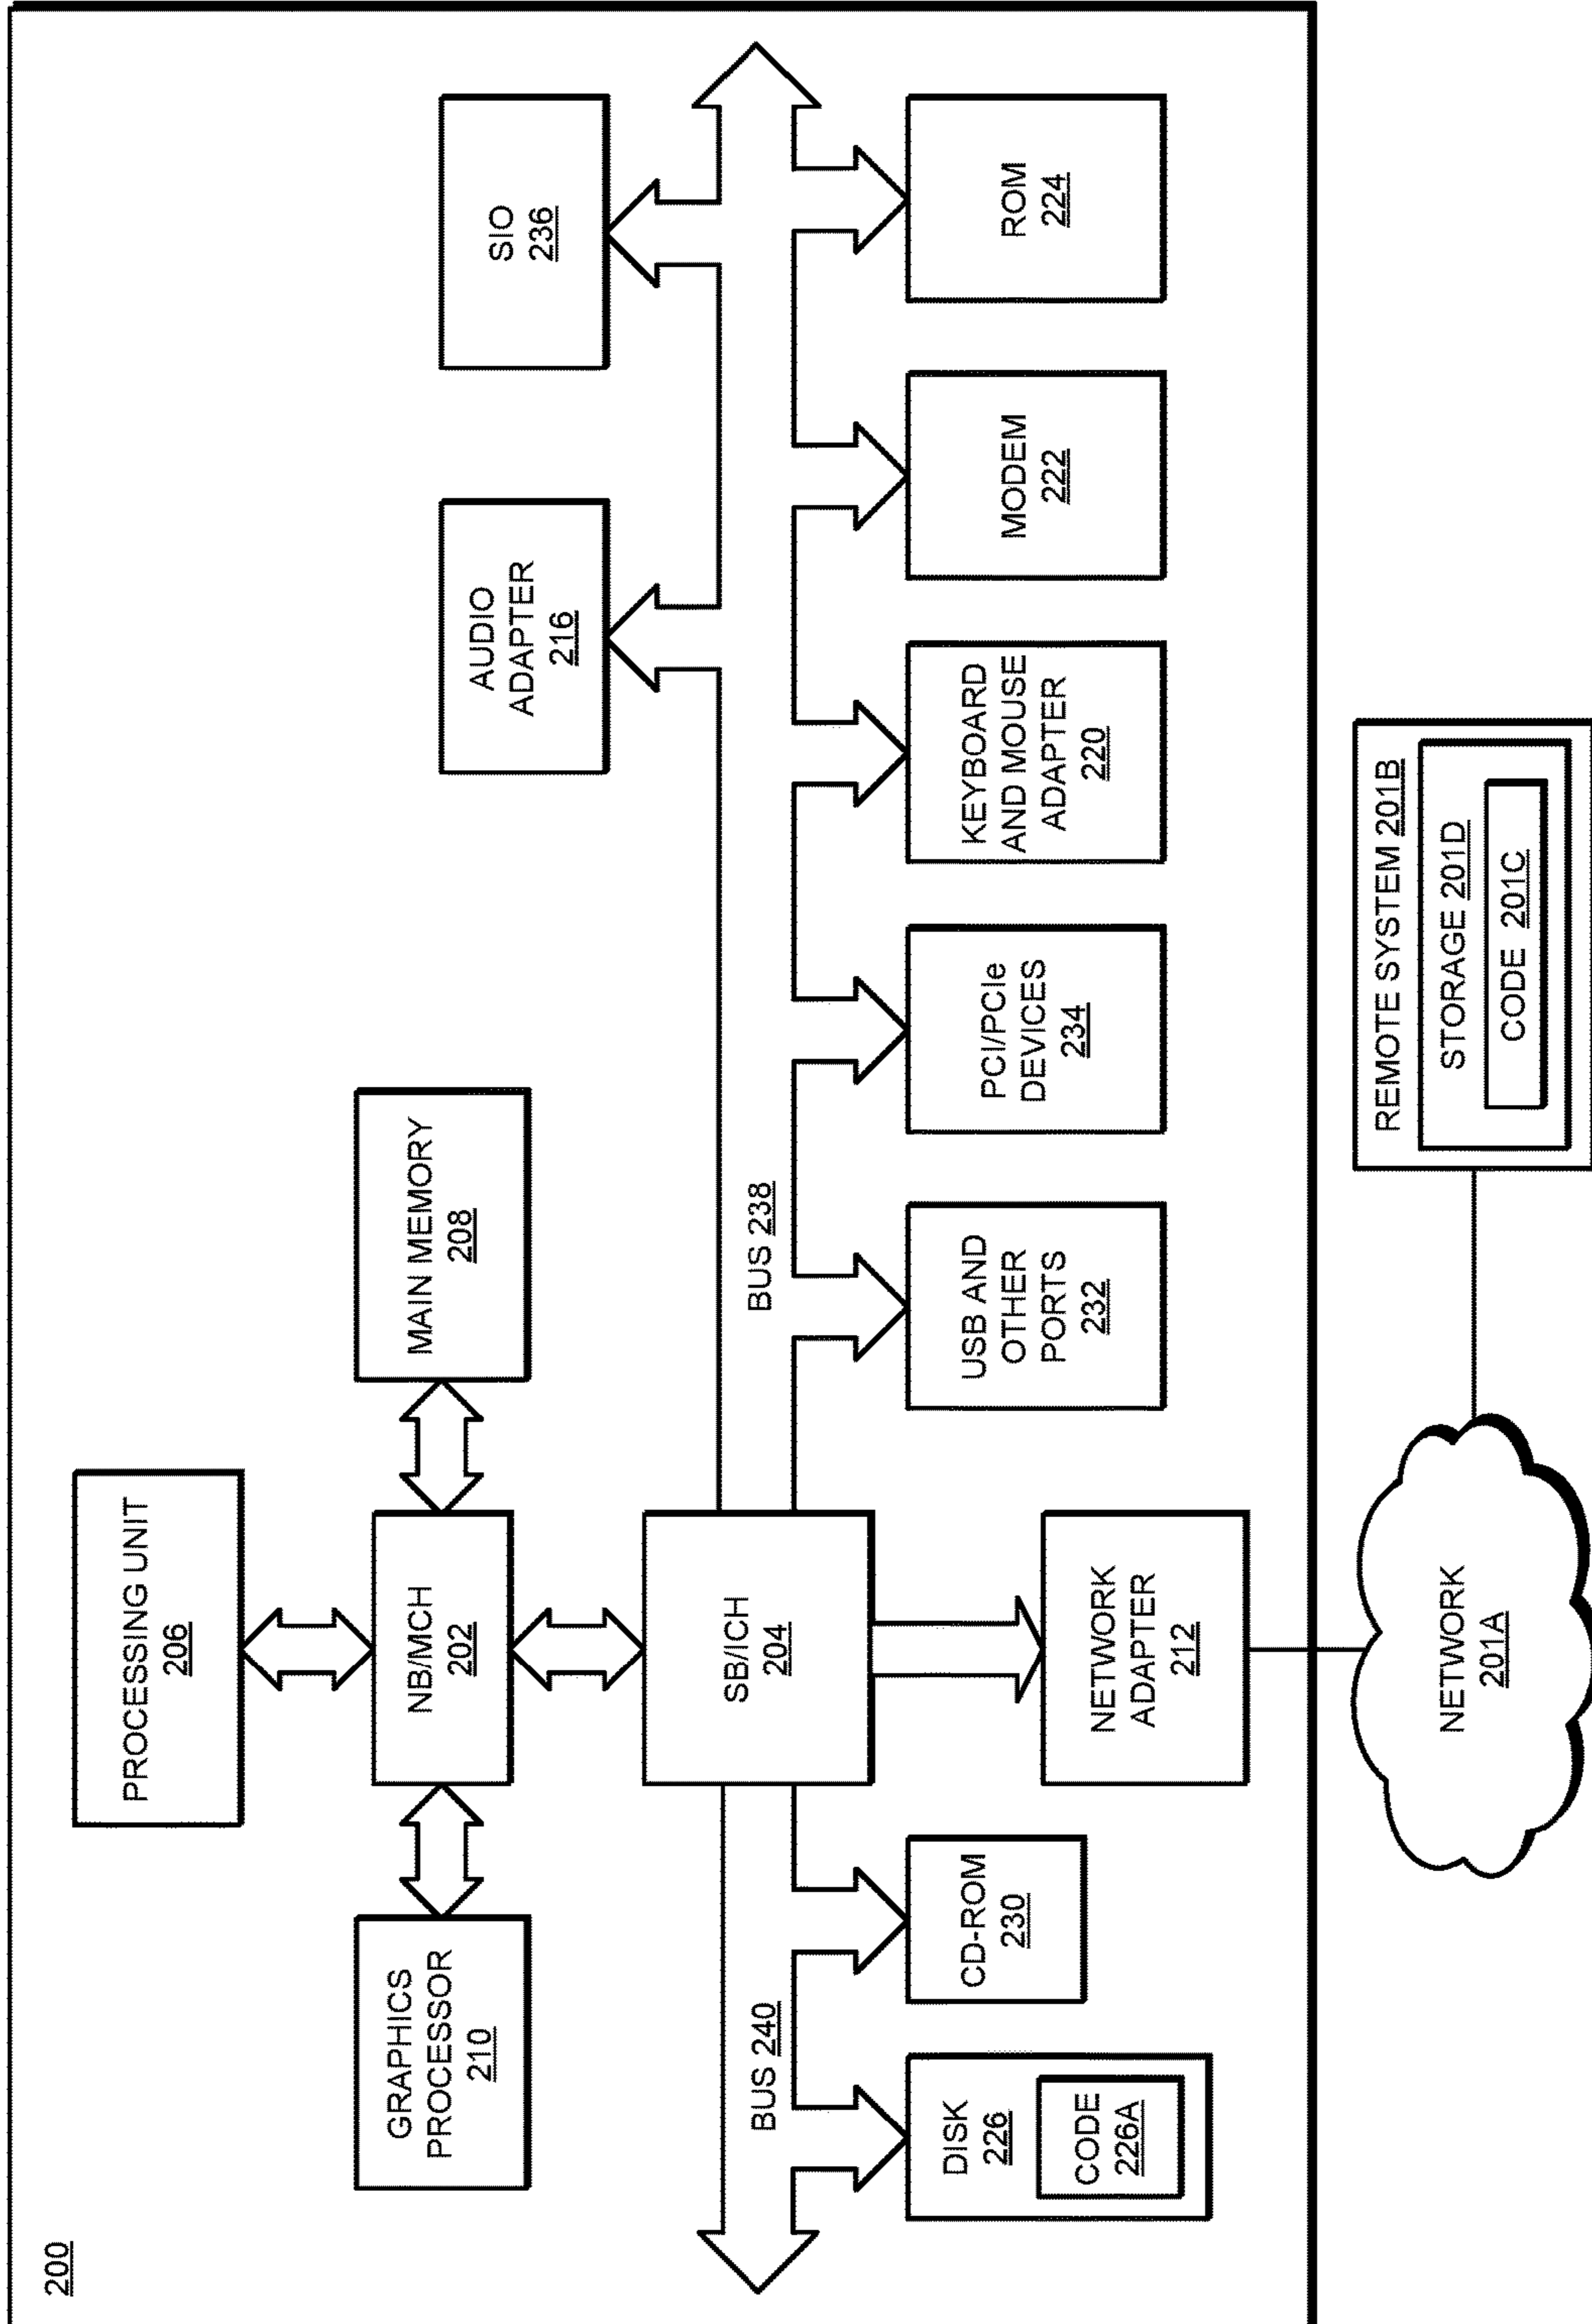 200
PROCESSING UNIT
206
GRAPHICS
PROCESSOR
210
NB/MCH
202
MAIN MEMORY
208
AUDIO
ADAPTER
216
SIO
236
SB/ICH
204
BUS 240
BUS 238
DISK
226
CODE
226A
CD-ROM
230
NETWORK
ADAPTER
212
USB AND
OTHER
PORTS
232
PCI/PCIe
DEVICES
234
KEYBOARD
AND MOUSE
ADAPTER
220
MODEM
222
ROM
224
NETWORK
201A
REMOTE SYSTEM 201B
STORAGE 201D
CODE 201C